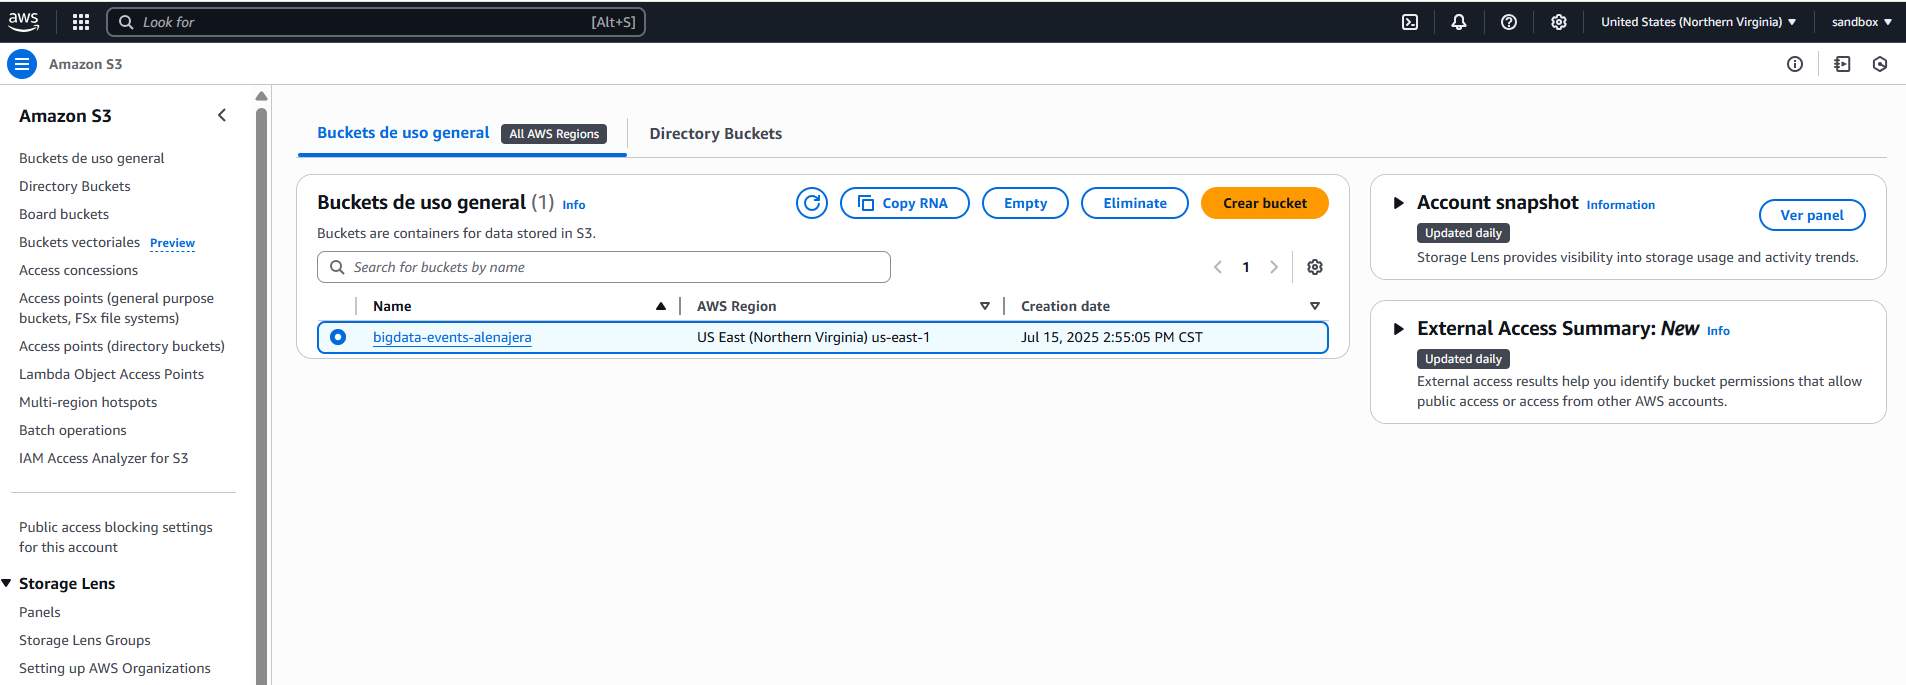 aws
Look for [Alt+S]
United States (Northern Virginia) sandbox
Amazon S3
Amazon S3
Buckets de uso general
Directory Buckets
Board buckets
Buckets vectoriales Preview
Access concessions
Access points (general purpose
buckets, FSx file systems)
Access points (directory buckets)
Lambda Object Access Points
Multi-region hotspots
Batch operations
IAM Access Analyzer for S3
Public access blocking settings
for this account
Storage Lens
Panels
Storage Lens Groups
Setting up AWS Organizations
Buckets de uso general All AWS Regions Directory Buckets
Buckets de uso general (1) Info
Copy RNA Empty Eliminate Crear bucket
Buckets are containers for data stored in S3.
Search for buckets by name
1
Name AWS Region Creation date
bigdata-events-alenajera US East (Northern Virginia) us-east-1 Jul 15, 2025 2:55:05 PM CST
Account snapshot Information
Ver panel
Updated daily
Storage Lens provides visibility into storage usage and activity trends.
External Access Summary: New Info
Updated daily
External access results help you identify bucket permissions that allow
public access or access from other AWS accounts.